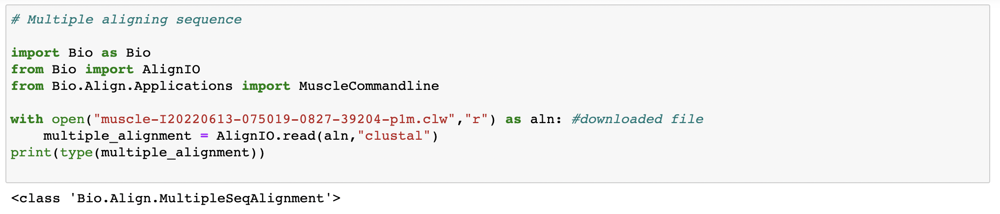 # Multiple aligning sequence
import Bio as Bio
from Bio import AlignIO
from Bio.Align.Applications import MuscleCommandline
with open("muscle-I20220613-075019-0827-39204-p1m.clw","r") as aln: #downloaded file
    multiple_alignment = AlignIO.read(aln,"clustal")
print(type(multiple_alignment))
<class 'Bio.Align.MultipleSeqAlignment'>